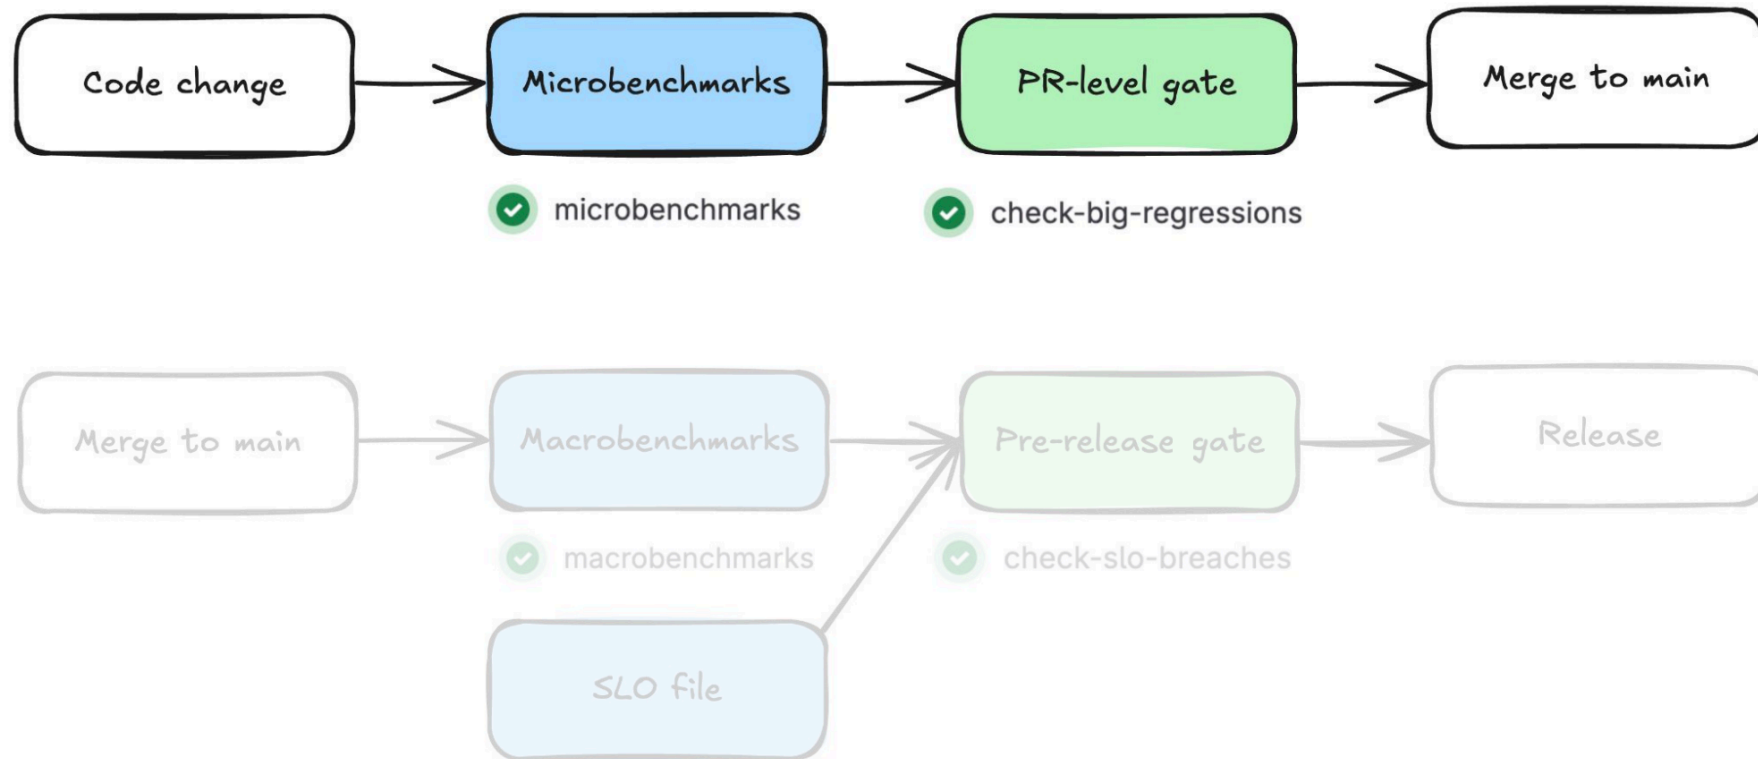 Code change
Microbenchmarks
PR-level gate
Merge to main
microbenchmarks
check-big-regressions
Merge to main
Macrobenchmarks
Pre-release gate
Release
macrobenchmarks
check-slo-breaches
SLO file